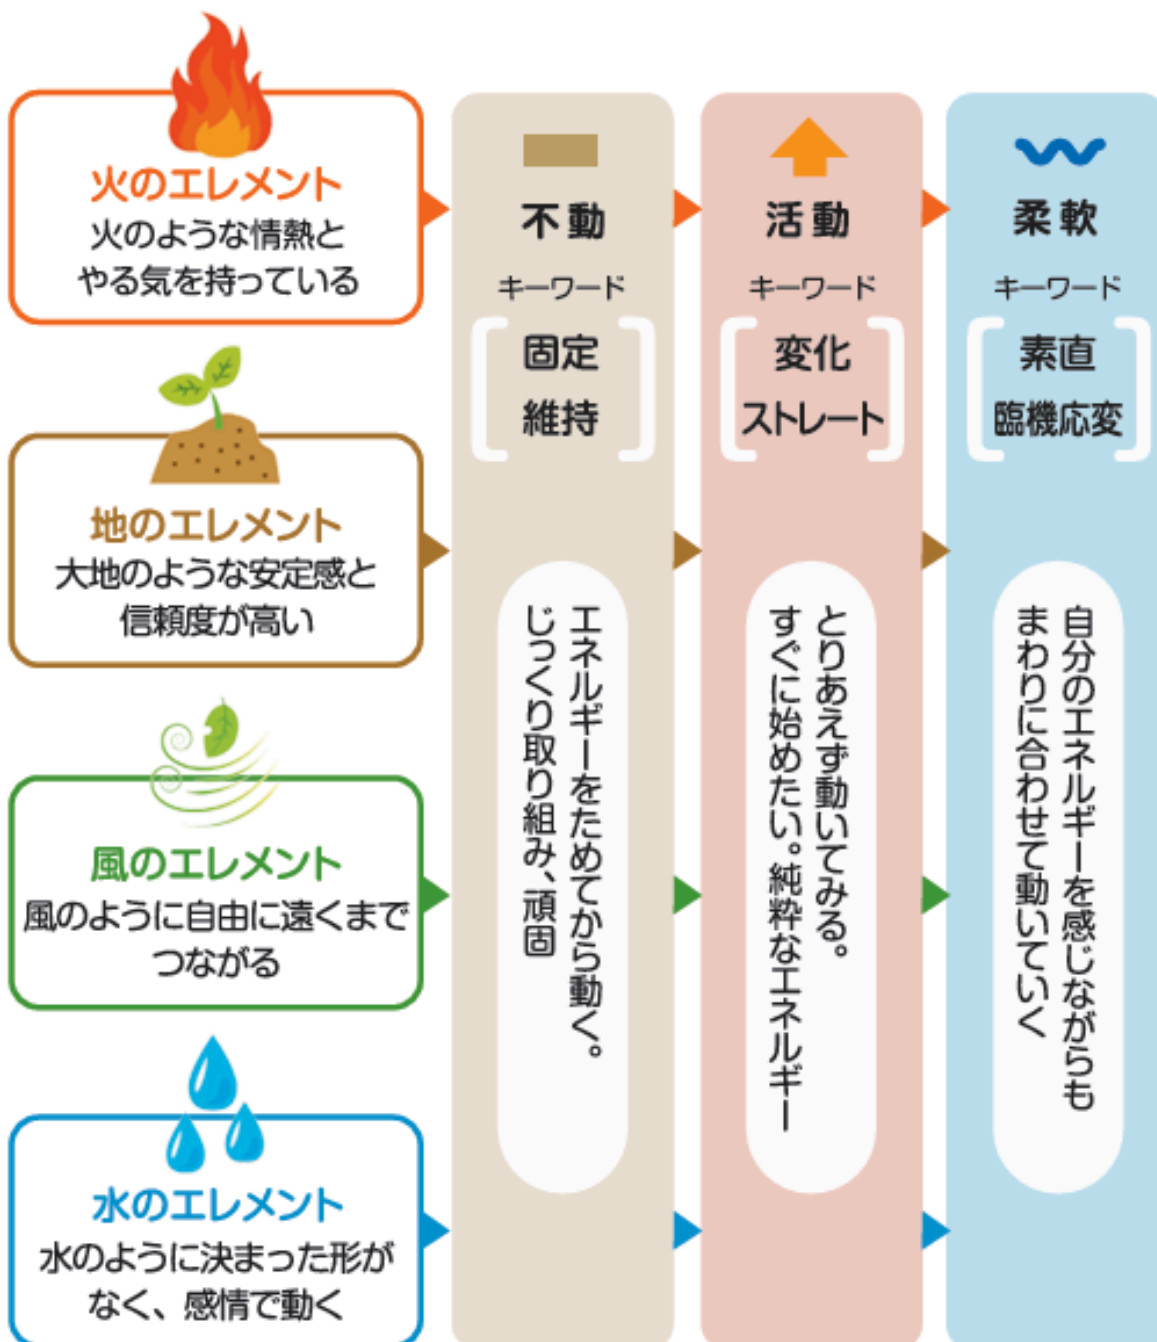 火のエレメント
火のような情熱と
やる気を持っている
地のエレメント
大地のような安定感と
信頼度が高い
風のエレメント
風のように自由に遠くまで
つながる
水のエレメント
水のように決まった形が
なく、感情で動く
不動
キーワード
固定
維持
エネルギーをためてから動く。
じっくり取り組み、頑固
活動
キーワード
変化
ストレート
とりあえず動いてみる。
すぐに始めたい。純粋なエネルギー
柔軟
キーワード
素直
臨機応変
自分のエネルギーを感じながらも
まわりに合わせて動いていく